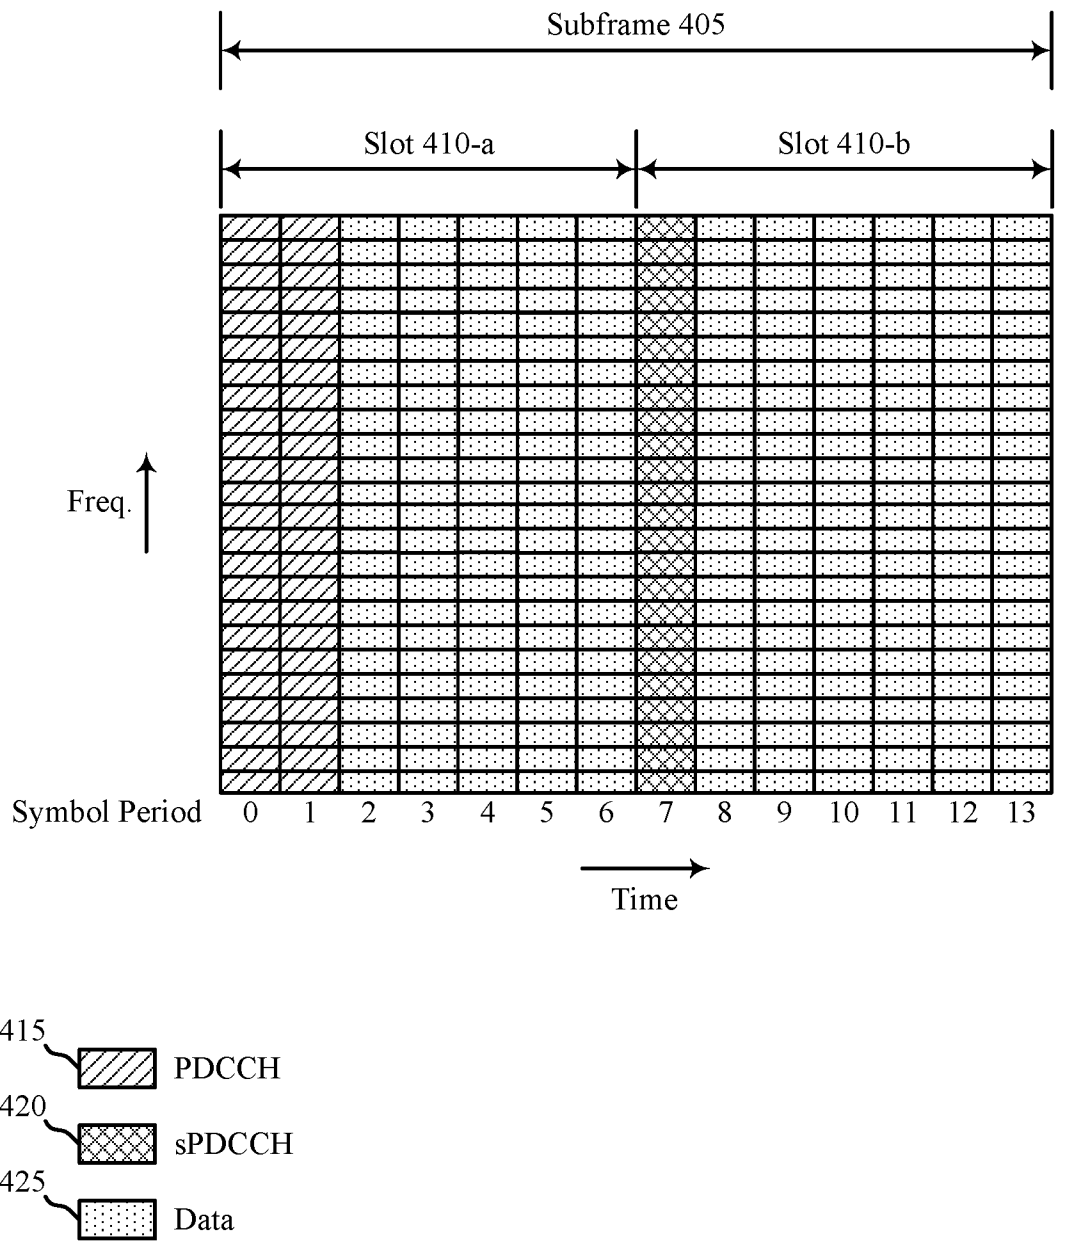 Subframe 405
Slot 410-a
Slot 410-b
Freq.
Symbol Period 0 1 2 3 4 5 6 7 8 9 10 11 12 13
Time
415
PDCCH
420
sPDCCH
425
Data